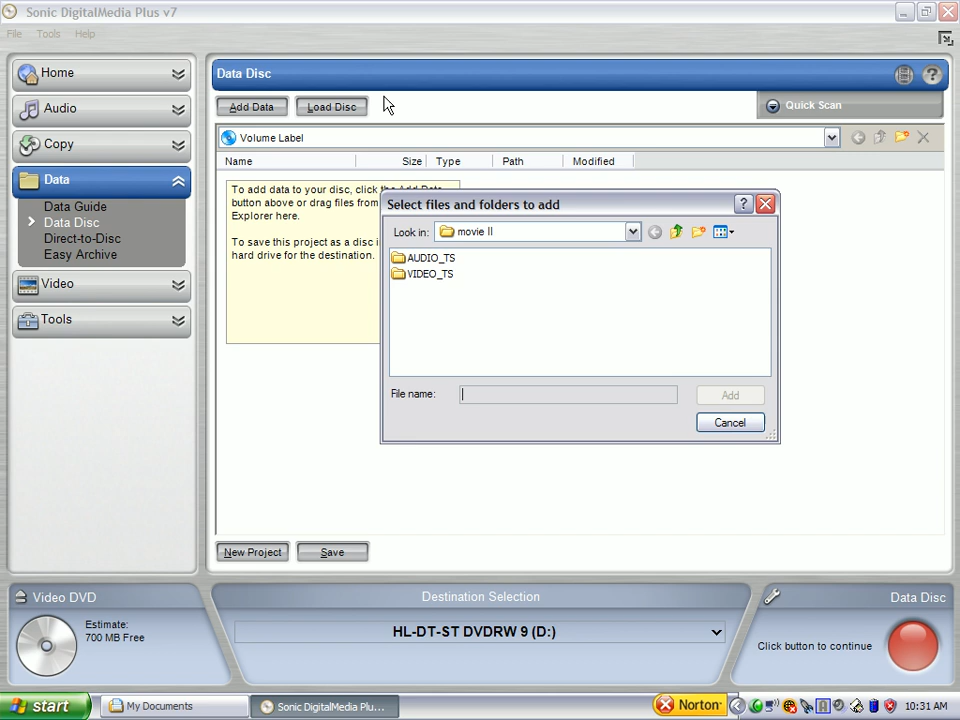 Sonic DigitalMedia Plus v7
File Tools Help
Home
Audio
Copy
Data
Data Guide
Data Disc
Direct-to-Disc
Easy Archive
Video
Tools
Data Disc
Add Data Load Disc
Quick Scan
Volume Label
Name Size Type Path Modified
To add data to your disc, click the Add Data
button above or drag files from
Explorer here.
To save this project as a disc i
hard drive for the destination.
Select files and folders to add
Look in: movie II
AUDIO_TS
VIDEO_TS
File name:
Add
Cancel
New Project Save
Video DVD
Estimate:
700 MB Free
Destination Selection
HL-DT-ST DVDRW 9 (D:)
Data Disc
Click button to continue
start
My Documents
Sonic DigitalMedia Plu...
Norton
10:31 AM